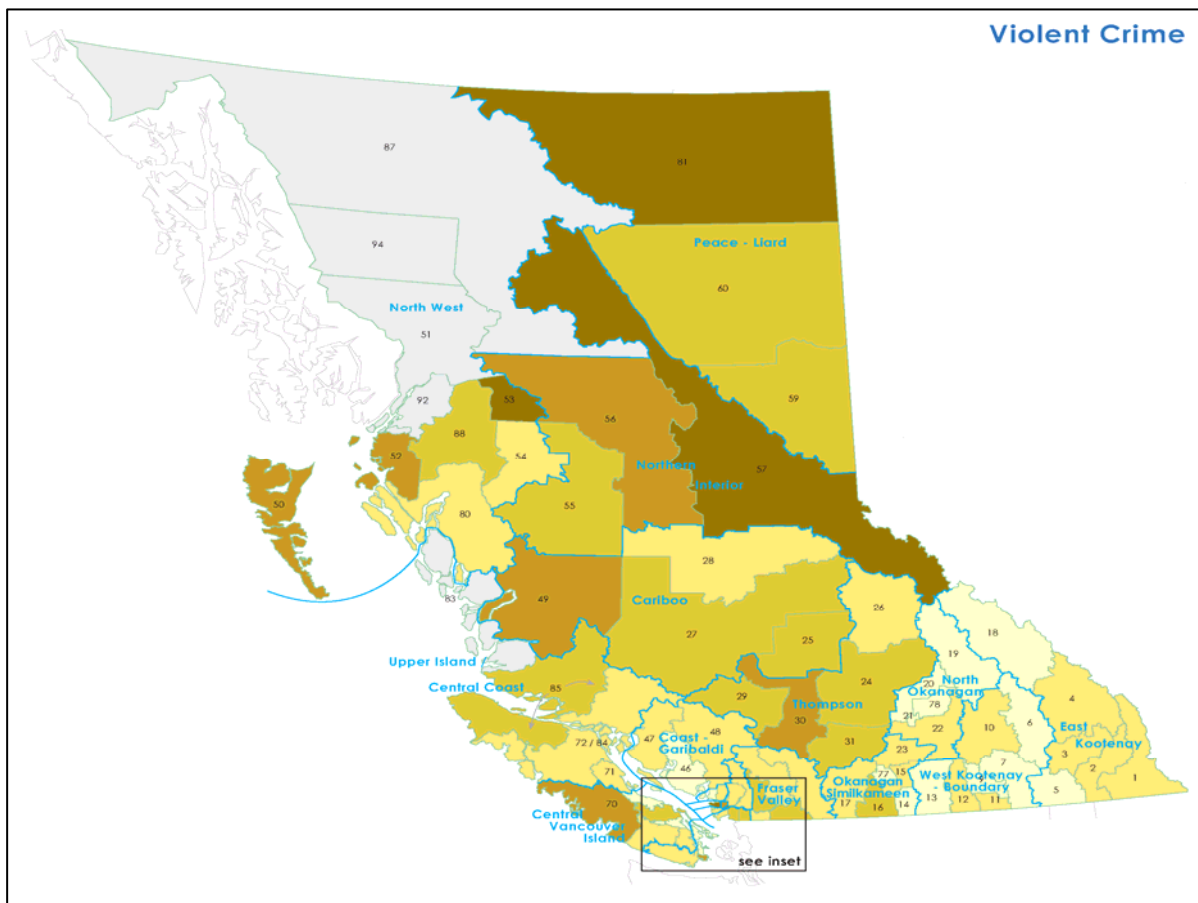 Violent Crime
87
81
94
Peace - Liard
60
North West
51
92
53
56
59
88
52
54
Northern
57
Interior
50
80
55
28
83
49
Cariboo
26
27
25
18
19
Upper Island
Central Coast
85
24
20
North
Okanagan
29
Thompson
78
21
4
30
10
6
East
72 / 84
47
Coast -
Garibaldi
48
22
31
23
3
Kootenay
71
46
77
15
7
2
1
70
Fraser
Valley
Okanagan
Similkameen
West Kootenay
- Boundary
5
17
16
14
13
12
11
Central
Vancouver
Island
see inset